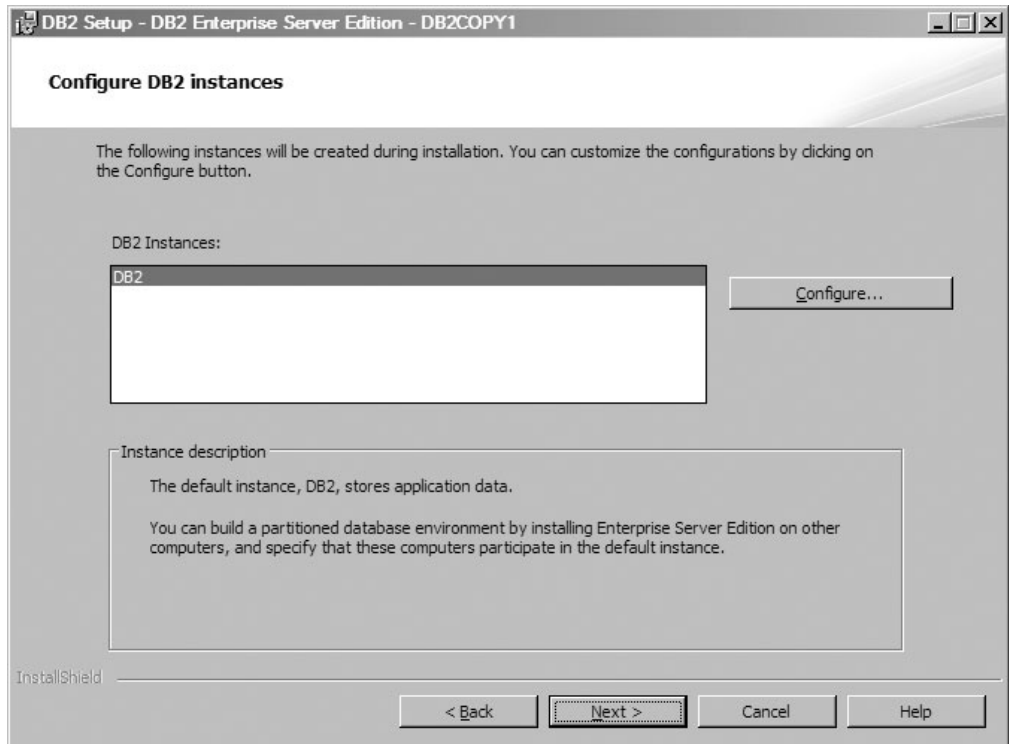 DB2 Setup - DB2 Enterprise Server Edition - DB2COPY1
Configure DB2 instances
The following instances will be created during installation. You can customize the configurations by clicking on
the Configure button.
DB2 Instances:
DB2
Configure...
Instance description
The default instance, DB2, stores application data.
You can build a partitioned database environment by installing Enterprise Server Edition on other
computers, and specify that these computers participate in the default instance.
InstallShield
< Back
Next >
Cancel
Help